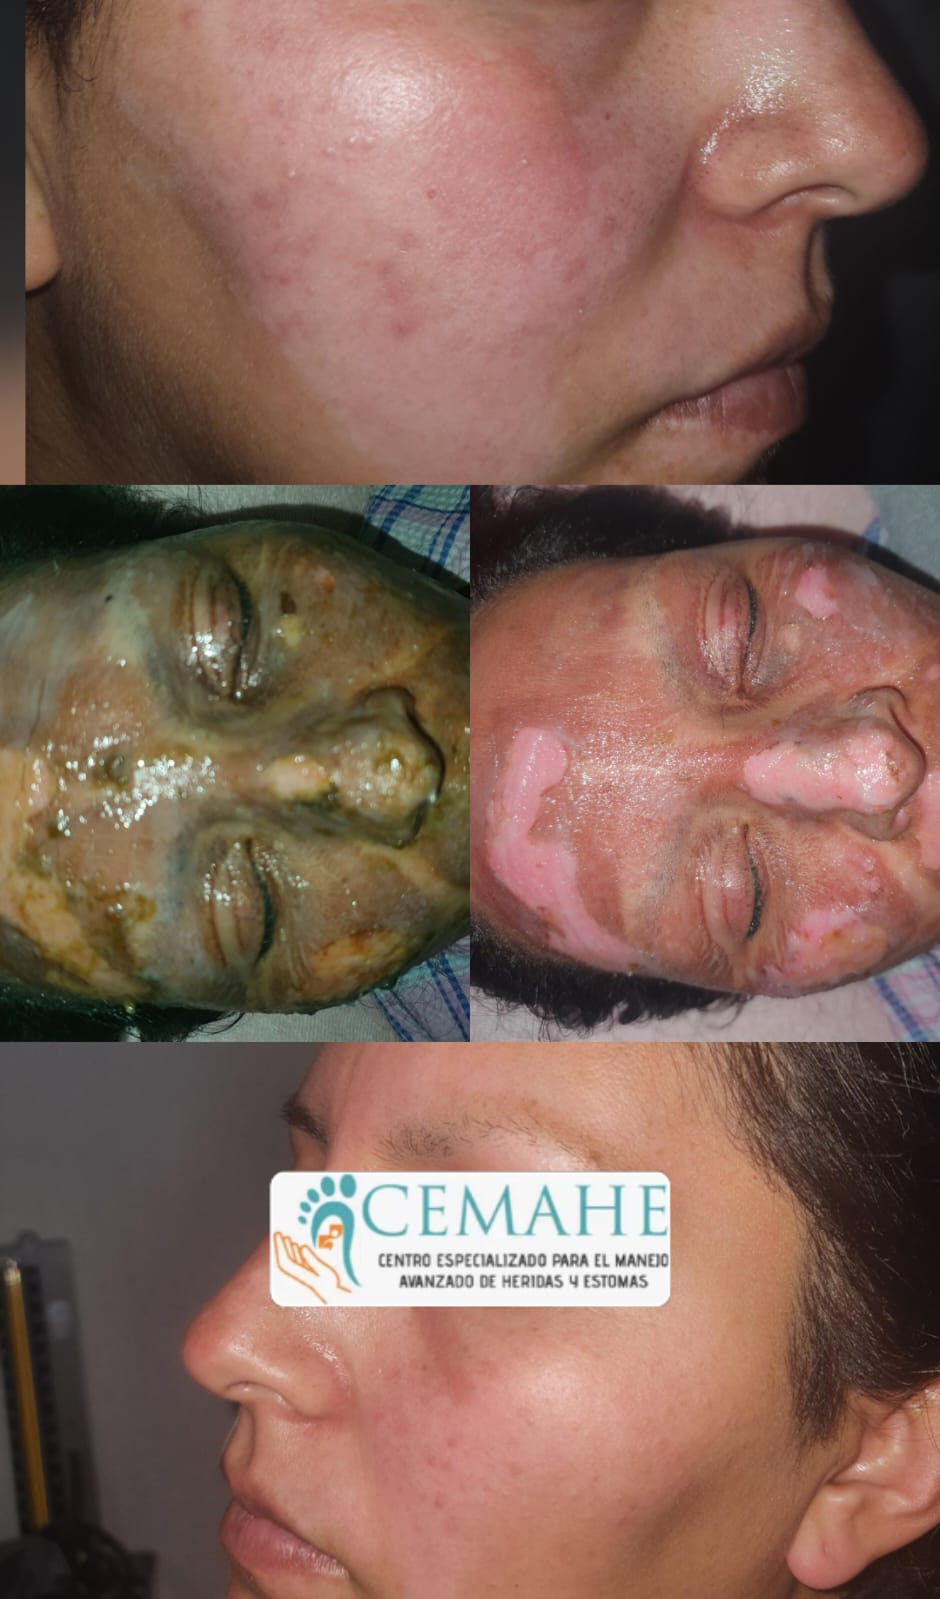 CEMAHE
CENTRO ESPECIALIZADO PARA EL MANEJO
AVANZADO DE HERIDAS Y ESTOMAS